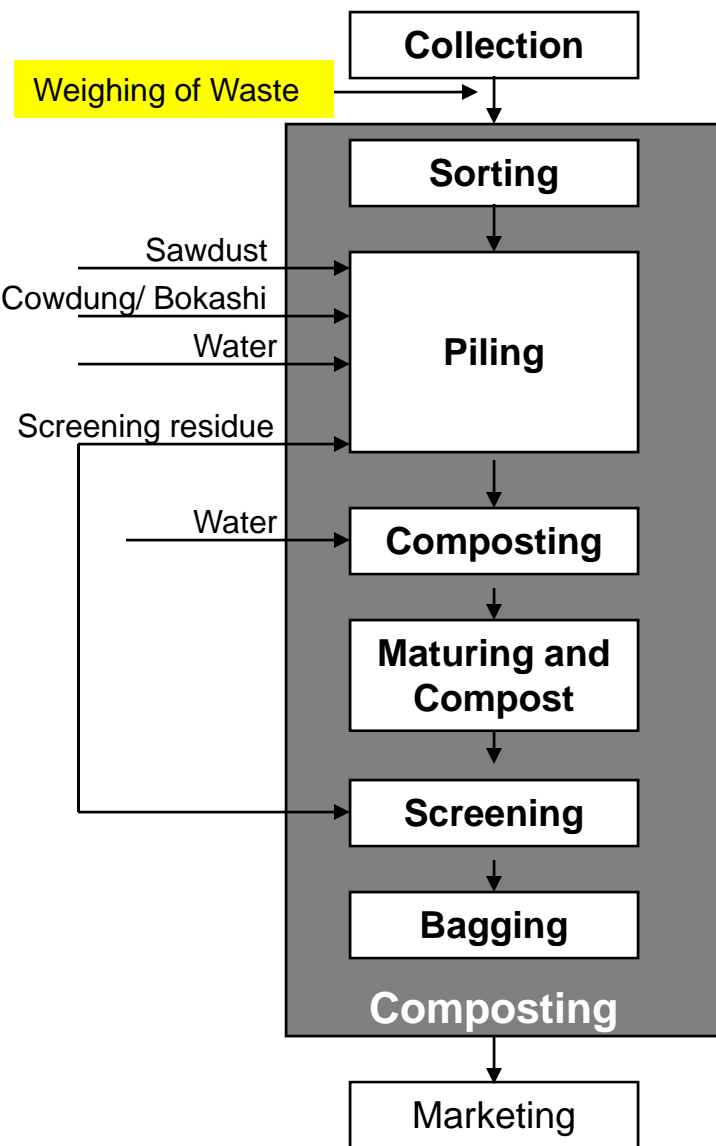 Collection
Weighing of Waste
Sorting
Sawdust
Cowdung/ Bokashi
Water
Piling
Screening residue
Water
Composting
Maturing and
Compost
Screening
Bagging
Composting
Marketing